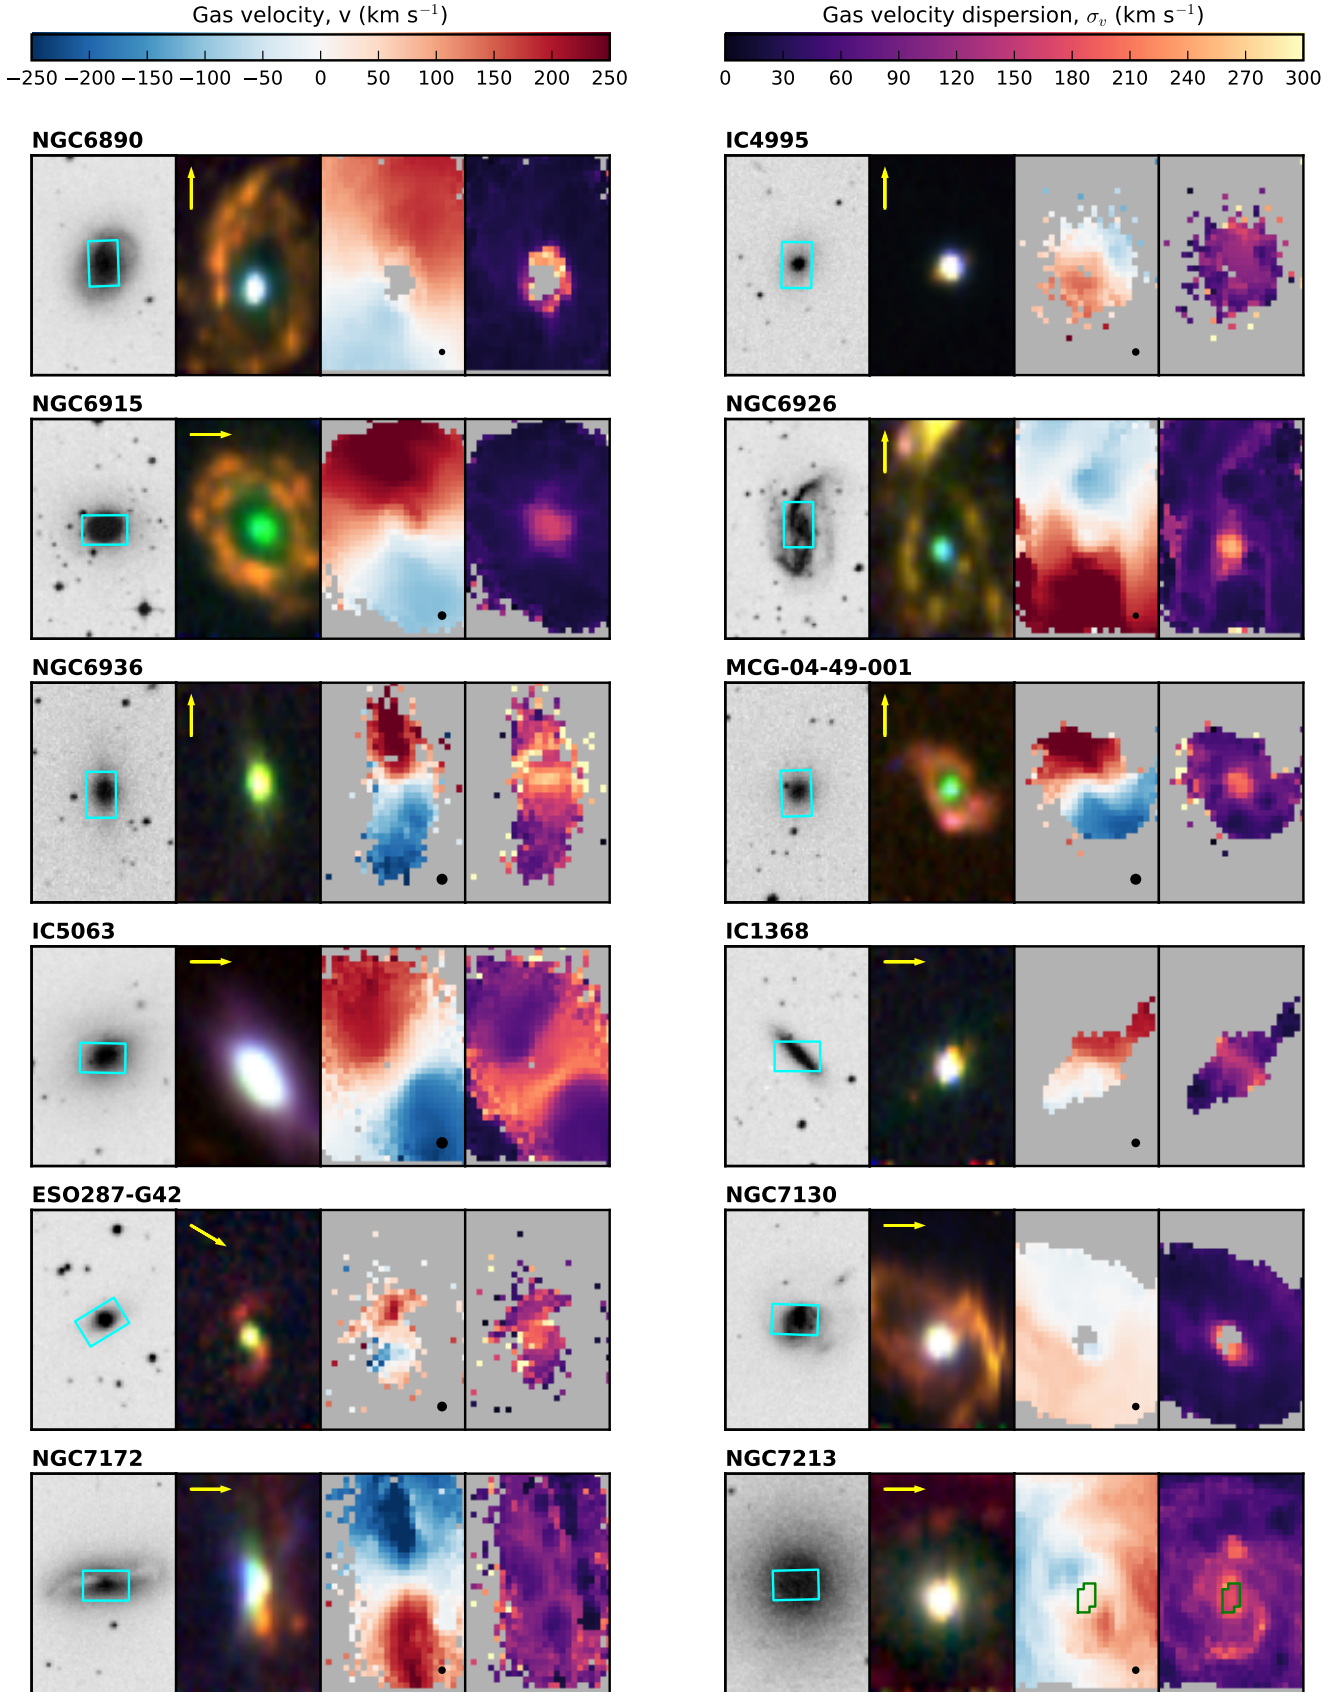 Gas velocity, v (km s⁻¹)
−250 −200 −150 −100 −50 0 50 100 150 200 250
Gas velocity dispersion, σᵥ (km s⁻¹)
0 30 60 90 120 150 180 210 240 270 300
NGC6890
IC4995
NGC6915
NGC6926
NGC6936
MCG-04-49-001
IC5063
IC1368
ESO287-G42
NGC7130
NGC7172
NGC7213